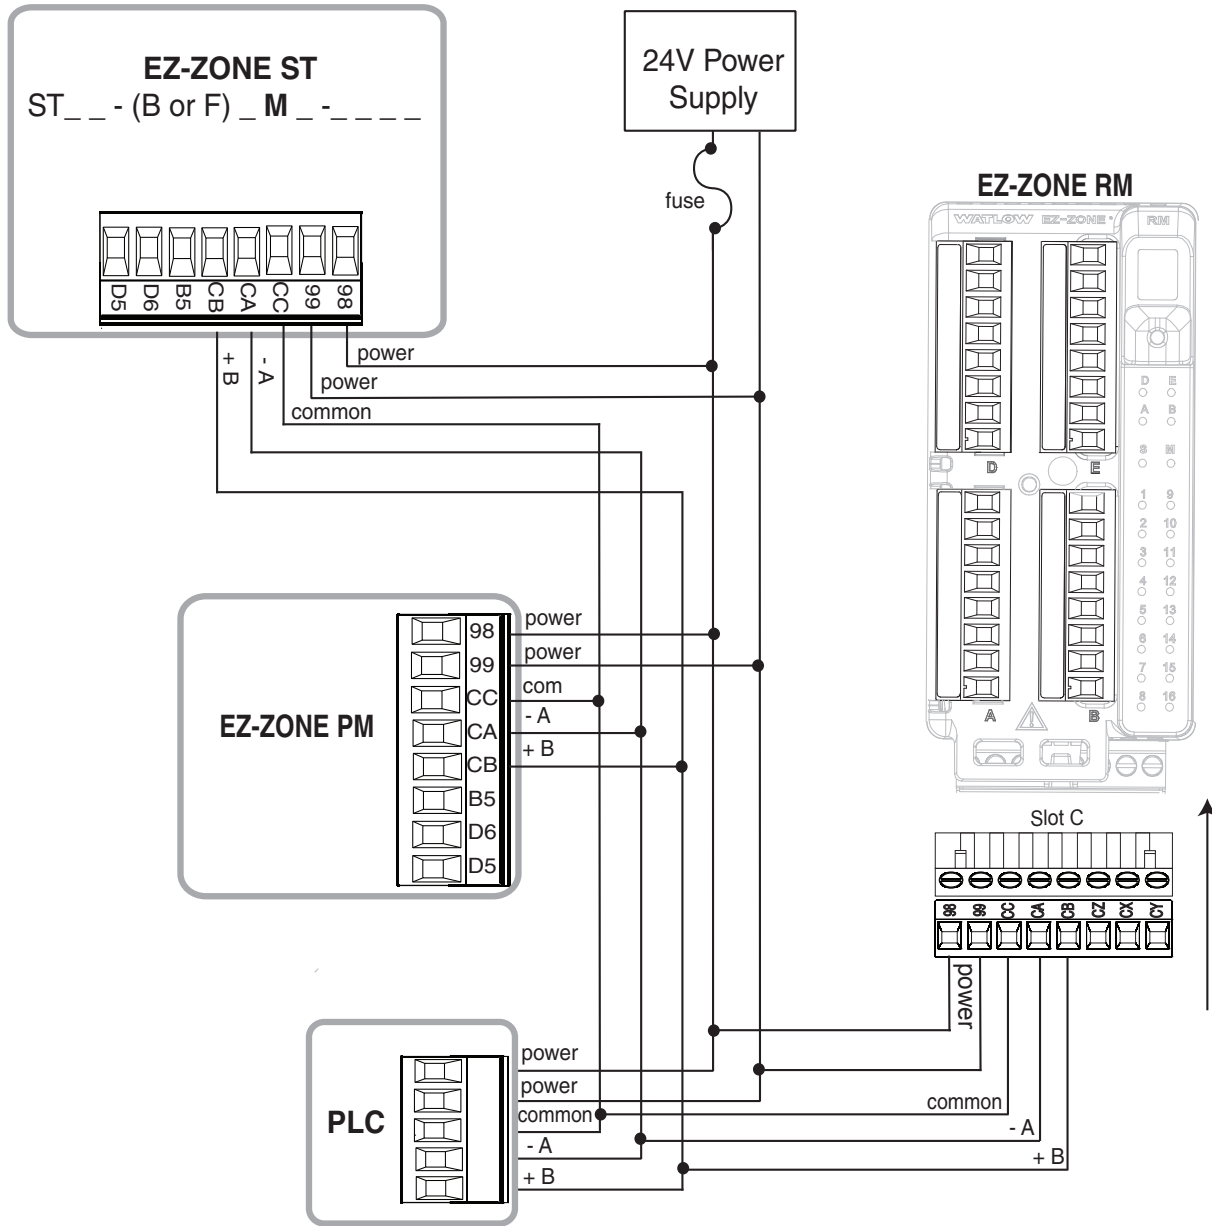 EZ-ZONE ST
ST_ _ - (B or F) _ M _ -_ _ _ _
D5 D6 B5 CB CA CC 99 98
+ B
- A
power
power
common
24V Power
Supply
fuse
EZ-ZONE RM
WATLOW EZ-ZONE
RM
D E
A B
S M
1 9
2 10
3 11
4 12
5 13
6 14
7 15
8 16
D
E
A
B
EZ-ZONE PM
98
99
CC
CA
CB
B5
D6
D5
power
power
com
- A
+ B
Slot C
98 99 CC CA CB CZ CX CY
power
common
- A
+ B
PLC
power
power
common
- A
+ B